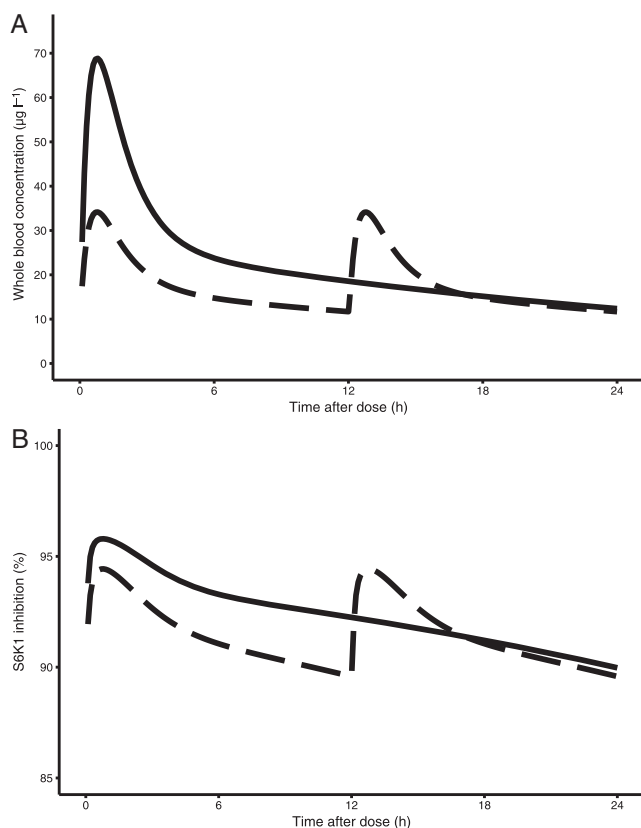 A
Whole blood concentration (µg l⁻¹)
70
60
50
40
30
20
10
0
0 6 12 18 24
Time after dose (h)
B
S6K1 inhibition (%)
100
95
90
85
0 6 12 18 24
Time after dose (h)